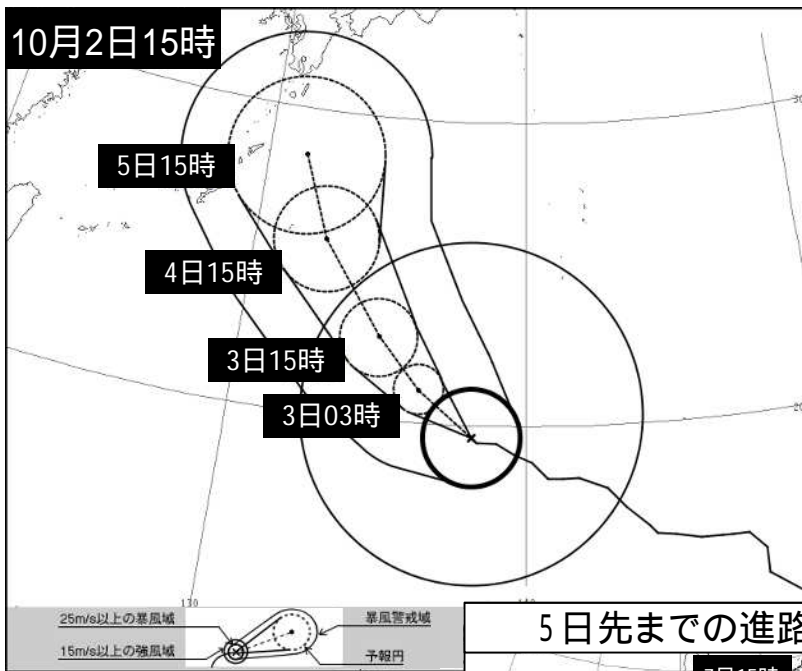 10月2日15時
30
5日15時
4日15時
3日15時
3日03時
20
130
140
25m/s以上の暴風域
暴風警戒域
15m/s以上の強風域
予報円
5日先までの進路